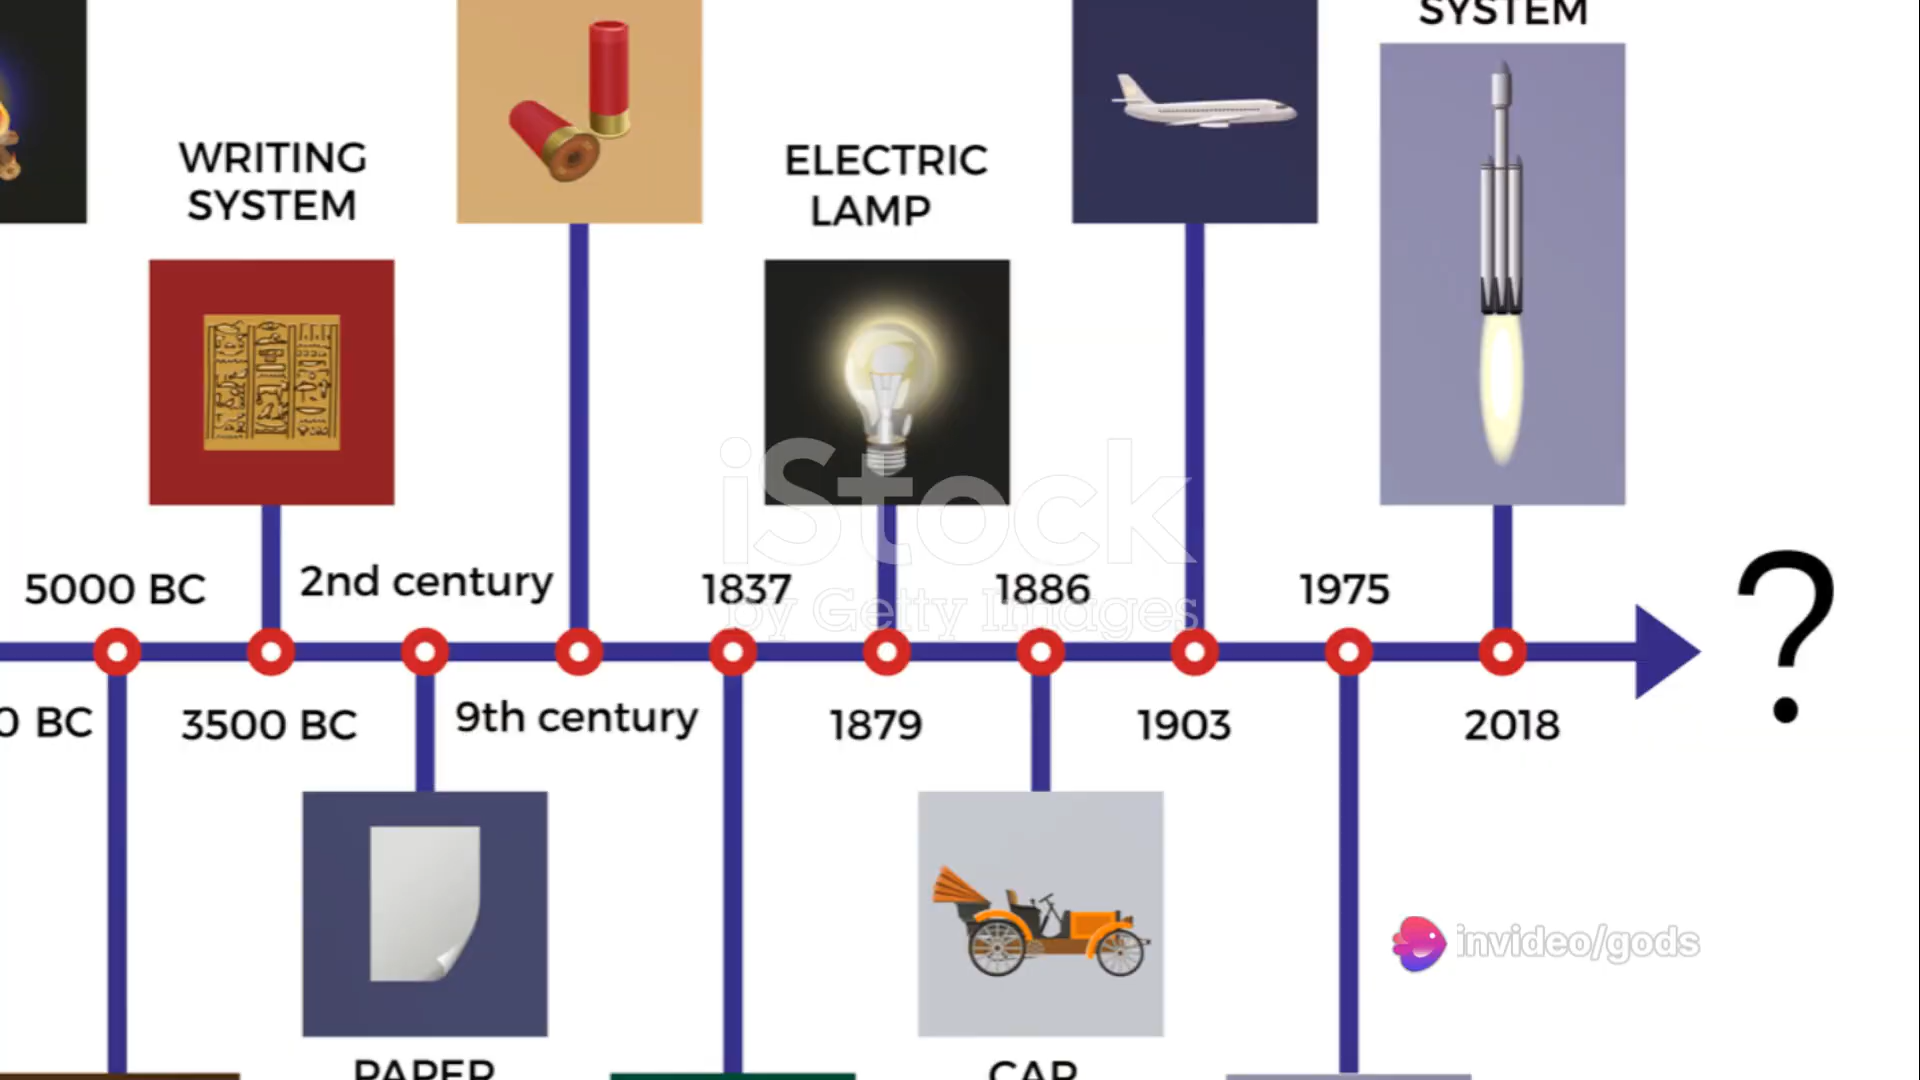 SYSTEM
WRITING
SYSTEM
ELECTRIC
LAMP
iStock
by Getty Images
5000 BC
2nd century
1837
1886
1975
?
0 BC
3500 BC
9th century
1879
1903
2018
invideo/gods
PAPER
CAR